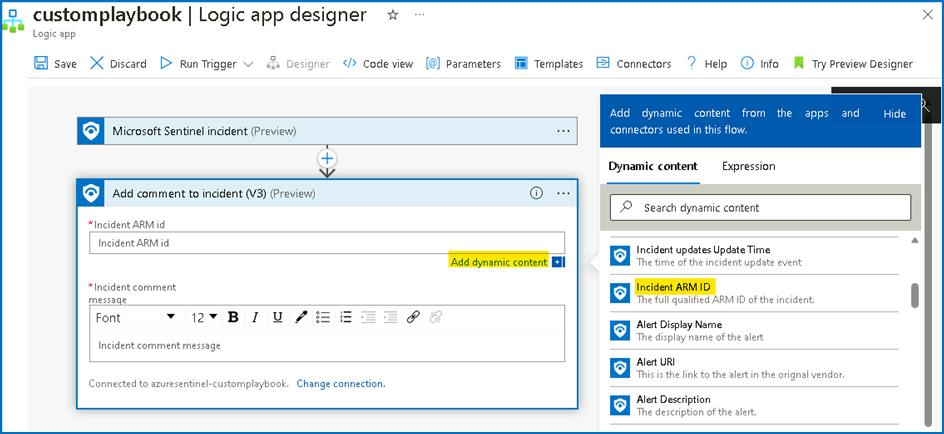 customplaybook | Logic app designer
Logic app
Save Discard Run Trigger Designer Code view Parameters Templates Connectors Help Info Try Preview Designer
Microsoft Sentinel incident (Preview)
Add comment to incident (V3) (Preview)
*Incident ARM id
Incident ARM id
Add dynamic content
*Incident comment
message
Font 12 B I U
Incident comment message
Connected to azuresentinel-customplaybook. Change connection.
Add dynamic content from the apps and
connectors used in this flow.
Hide
Dynamic content Expression
Search dynamic content
Incident updates Update Time
The time of the incident update event
Incident ARM ID
The full qualified ARM ID of the incident.
Alert Display Name
The display name of the alert
Alert URI
This is the link to the alert in the orignal vendor.
Alert Description
The description of the alert.